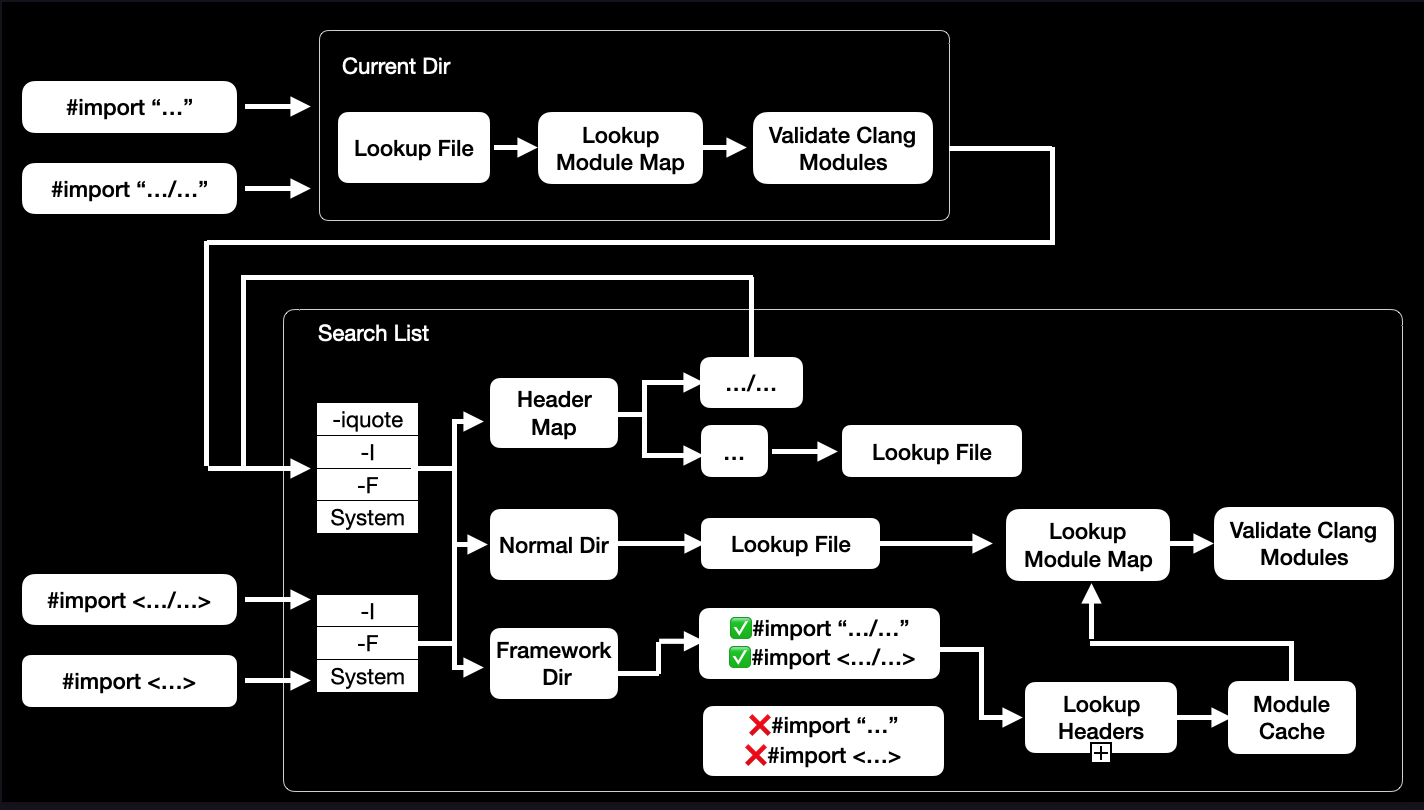 Current Dir
#import “…”
Lookup File
Lookup
Module Map
Validate Clang
Modules
#import “…/…”
Search List
-iquote
-I
-F
System
Header
Map
…/…
…
Lookup File
Normal Dir
Lookup File
Lookup
Module Map
Validate Clang
Modules
#import <…/…>
#import <…>
-I
-F
System
Framework
Dir
✅#import “…/…”
✅#import <…/…>
❌#import “…”
❌#import <…>
Lookup
Headers
Module
Cache